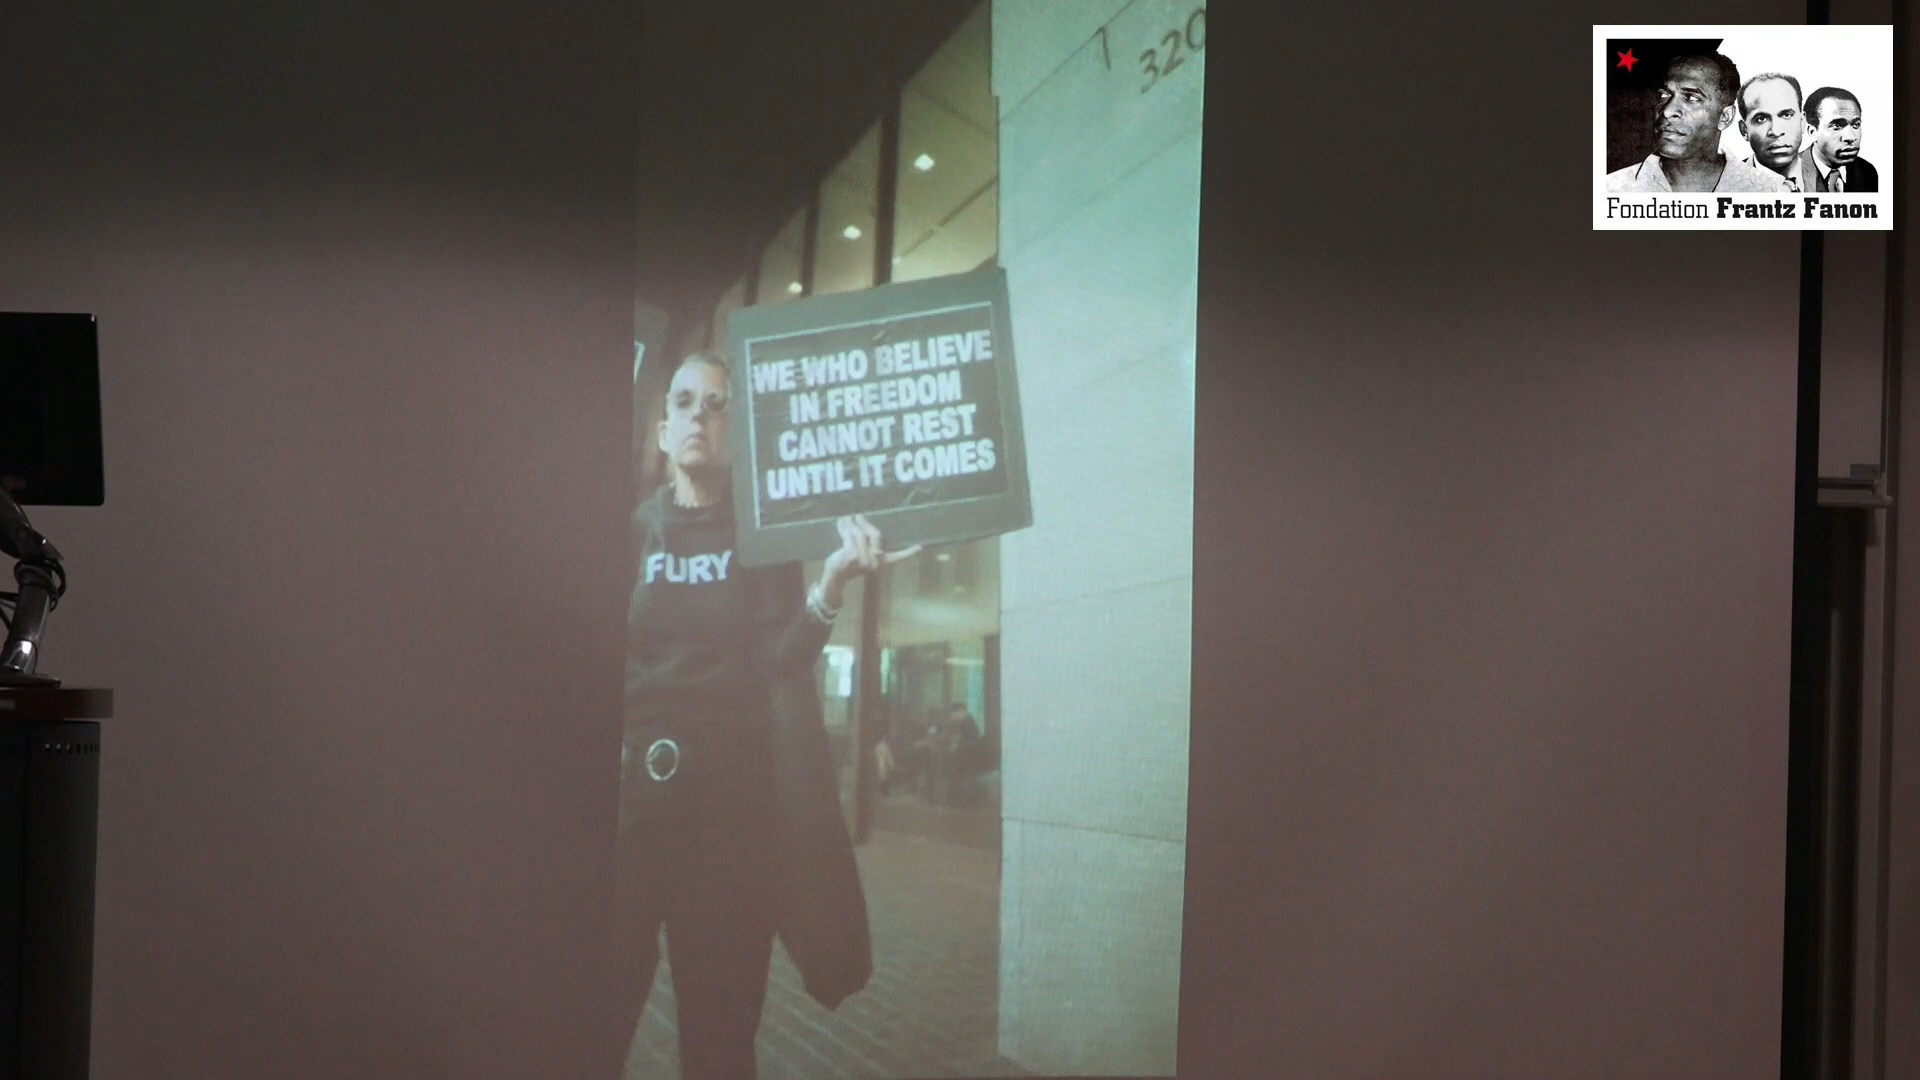 320
WE WHO BELIEVE
IN FREEDOM
CANNOT REST
UNTIL IT COMES
FURY
Fondation Frantz Fanon